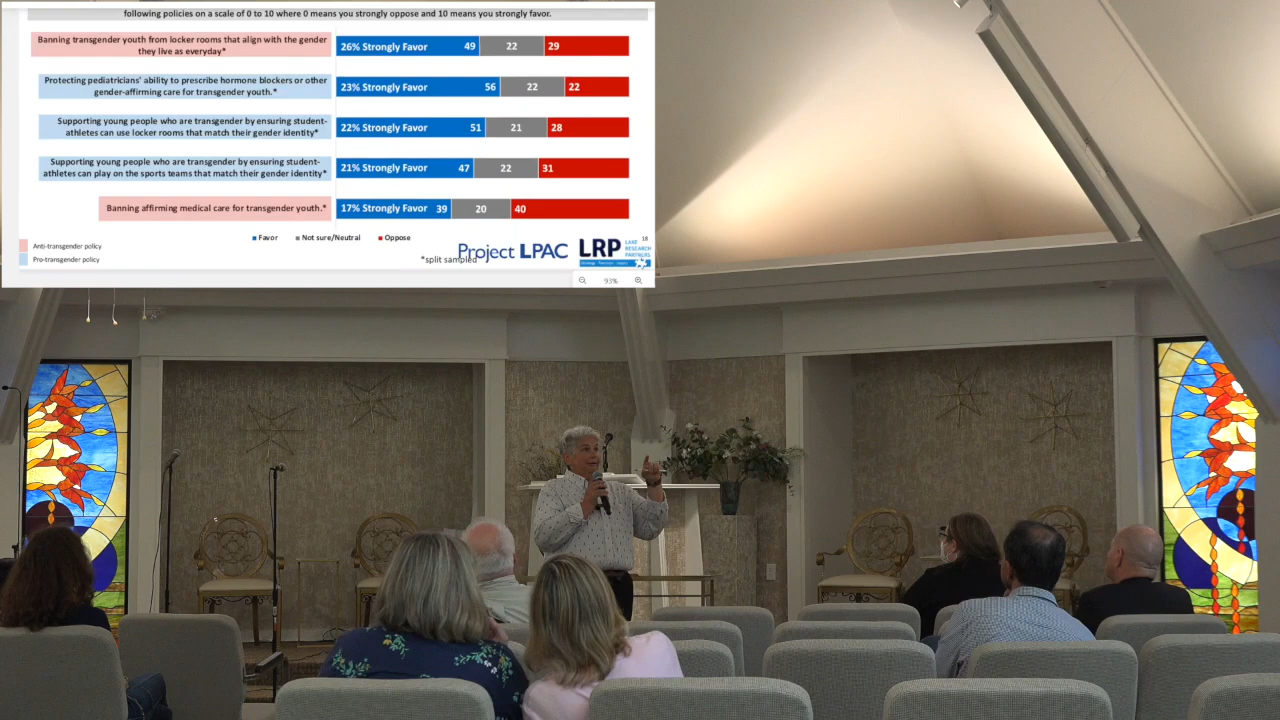 following policies on a scale of 0 to 10 where 0 means you strongly oppose and 10 means you strongly favor.
Banning transgender youth from locker rooms that align with the gender
they live as everyday*
26% Strongly Favor 49 22 29
Protecting pediatricians' ability to prescribe hormone blockers or other
gender-affirming care for transgender youth.*
23% Strongly Favor 56 22 22
Supporting young people who are transgender by ensuring student-
athletes can use locker rooms that match their gender identity*
22% Strongly Favor 51 21 28
Supporting young people who are transgender by ensuring student-
athletes can play on the sports teams that match their gender identity*
21% Strongly Favor 47 22 31
Banning affirming medical care for transgender youth.*
17% Strongly Favor 39 20 40
Favor Not sure/Neutral Oppose
Anti-transgender policy
Pro-transgender policy
*split sampled
Project LPAC
LRP
LAKE
RESEARCH
PARTNERS
18
93%